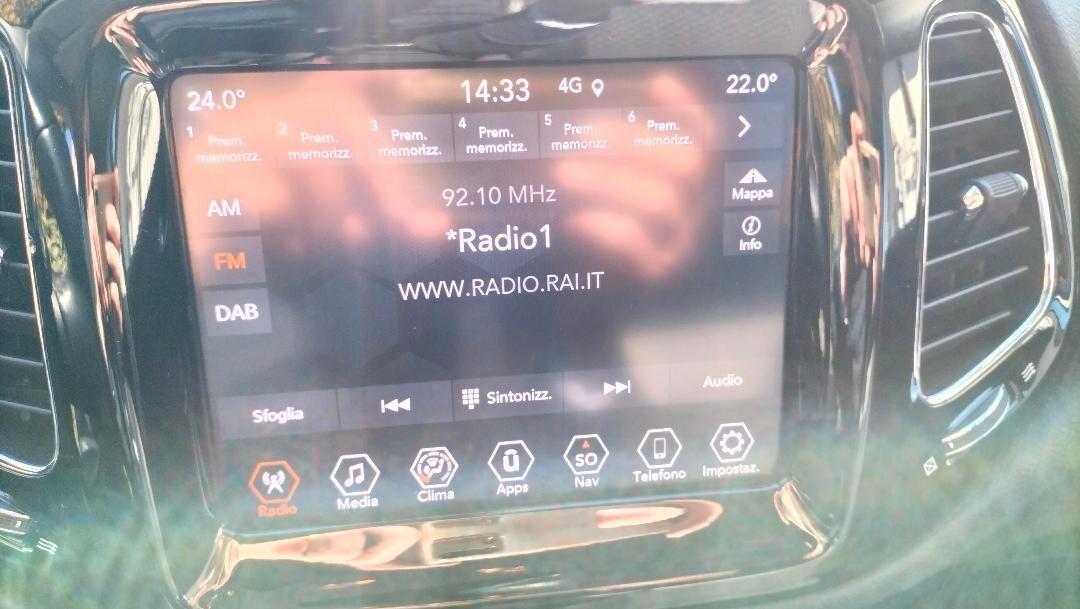 24.0° 14:33 4G 22.0°
1 Prem. memorizz. 2 Prem. memorizz. 3 Prem. memorizz. 4 Prem. memorizz. 5 Prem. memorizz. 6 Prem. memorizz.
92.10 MHz
Mappa
AM
*Radio1
Info
FM
WWW.RADIO.RAI.IT
DAB
Sfoglia Sintonizz. Audio
SO
Radio Media Clima Apps Nav Telefono Impostaz.